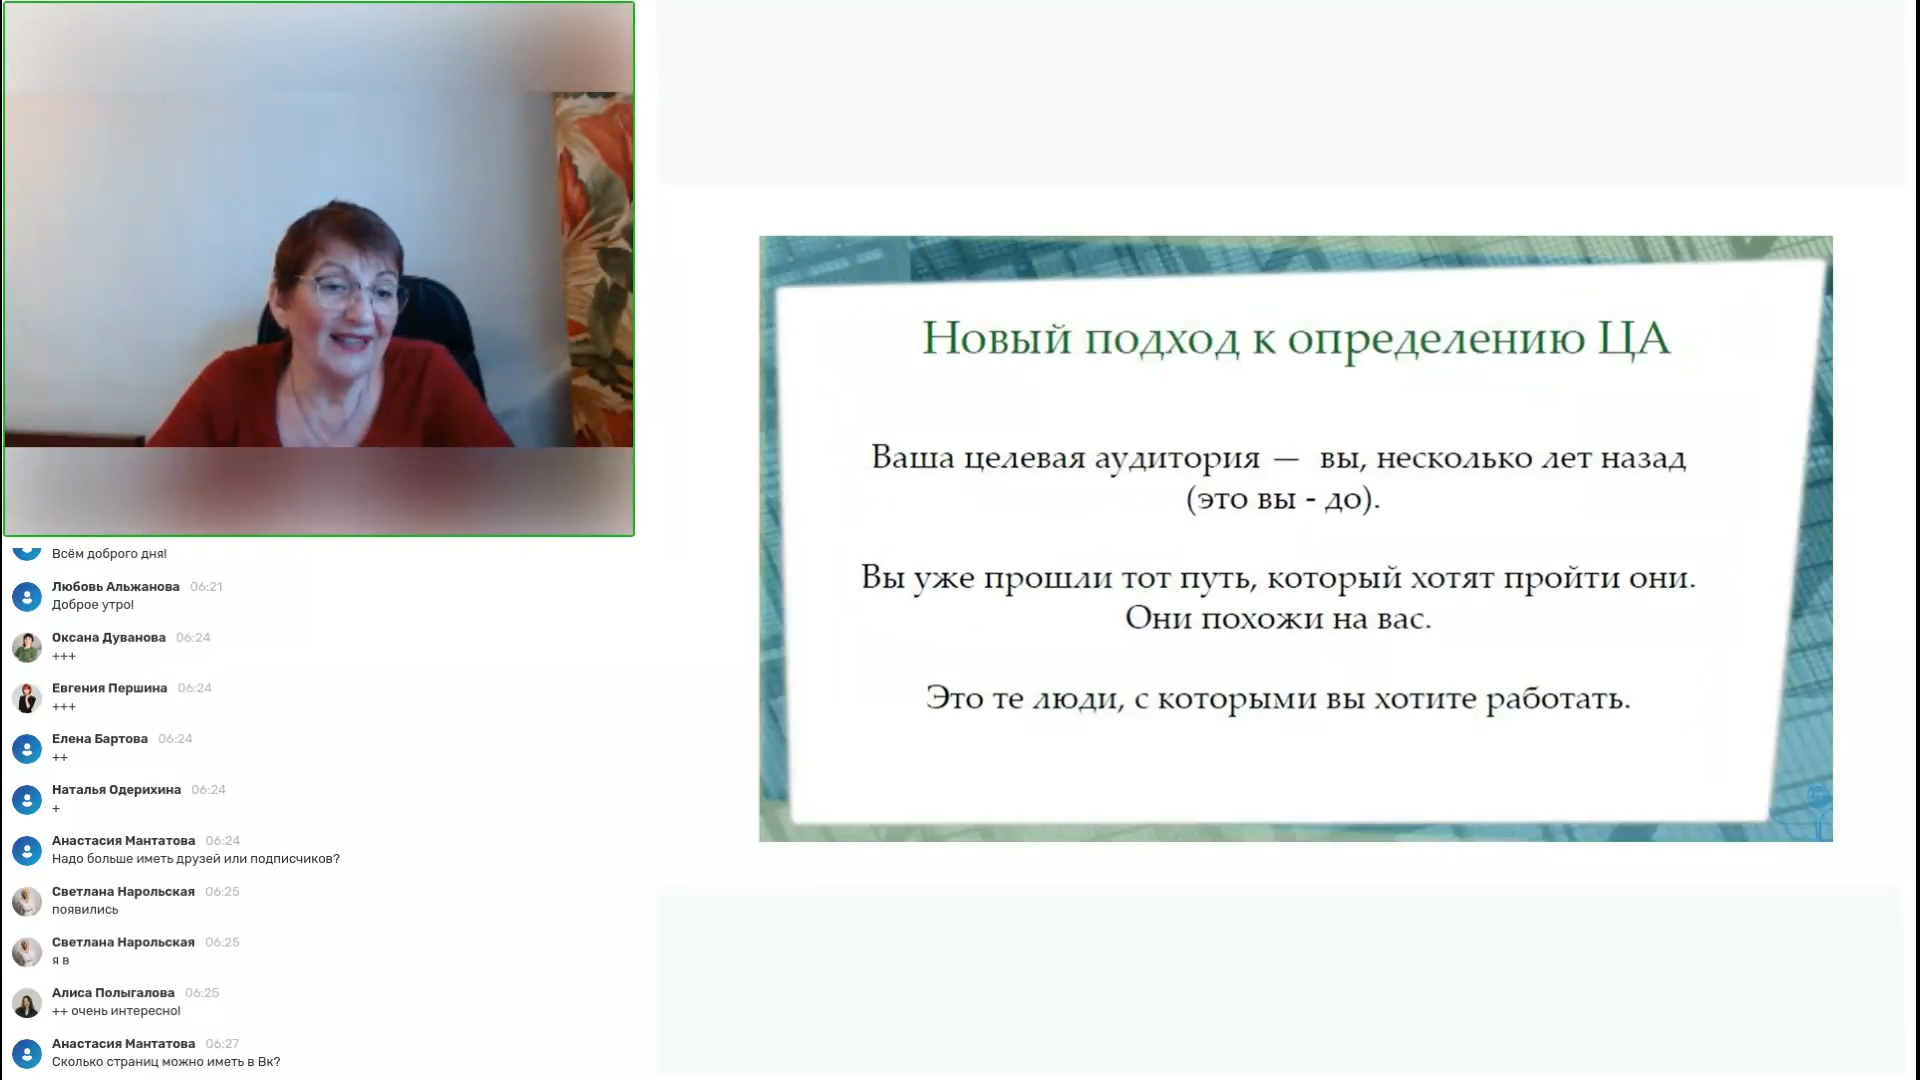 Всём доброго дня!
Любовь Альжанова 06:21
Доброе утро!
Оксана Дуванова 06:24
+++
Евгения Першина 06:24
+++
Елена Бартова 06:24
++
Наталья Одерихина 06:24
+
Анастасия Мантатова 06:24
Надо больше иметь друзей или подписчиков?
Светлана Нарольская 06:25
появились
Светлана Нарольская 06:25
я в
Алиса Полыгалова 06:25
++ очень интересно!
Анастасия Мантатова 06:27
Сколько страниц можно иметь в Вк?
Новый подход к определению ЦА
Ваша целевая аудитория — вы, несколько лет назад
(это вы - до).
Вы уже прошли тот путь, который хотят пройти они.
Они похожи на вас.
Это те люди, с которыми вы хотите работать.